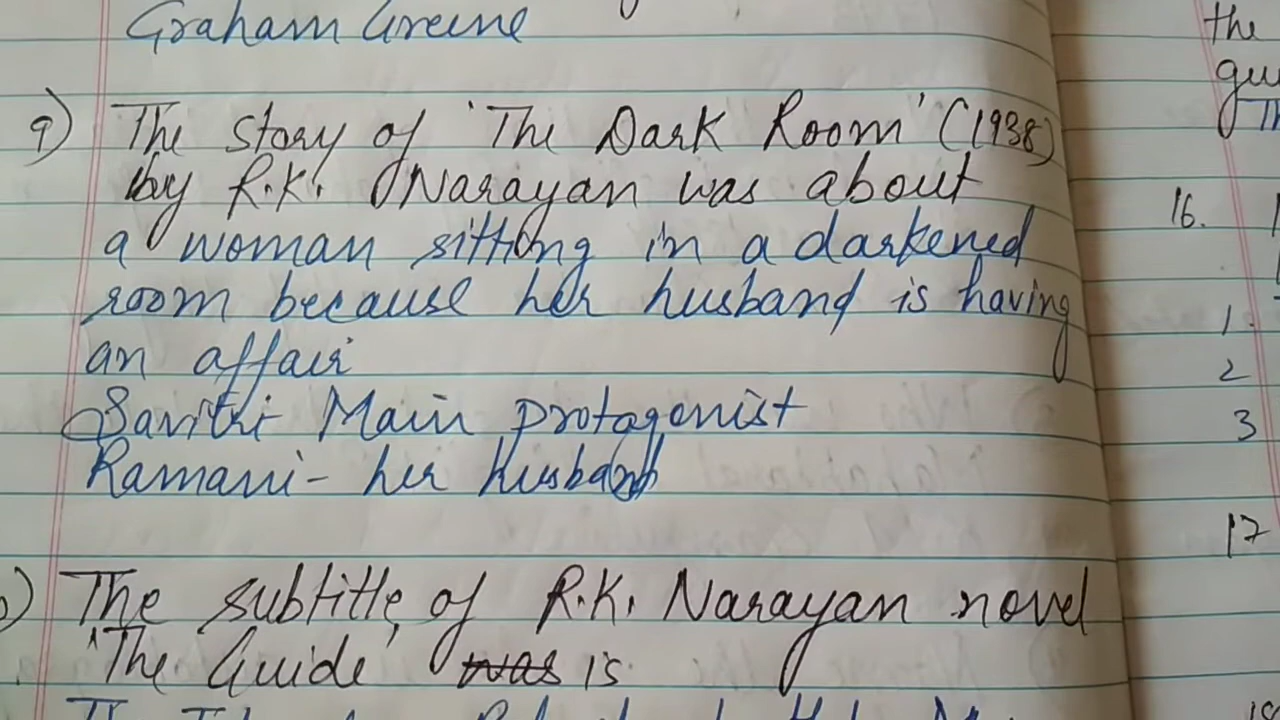 Graham Greene
9) The story of 'The Dark Room' (1938)
by R.K. Narayan was about
a woman sitting in a darkened
room because her husband is having
an affair
Savitri Main protagonist
Ramani - her husband
) The subtitle of R.K. Narayan novel
'The Guide' was is
the
16.
1.
2
3
17